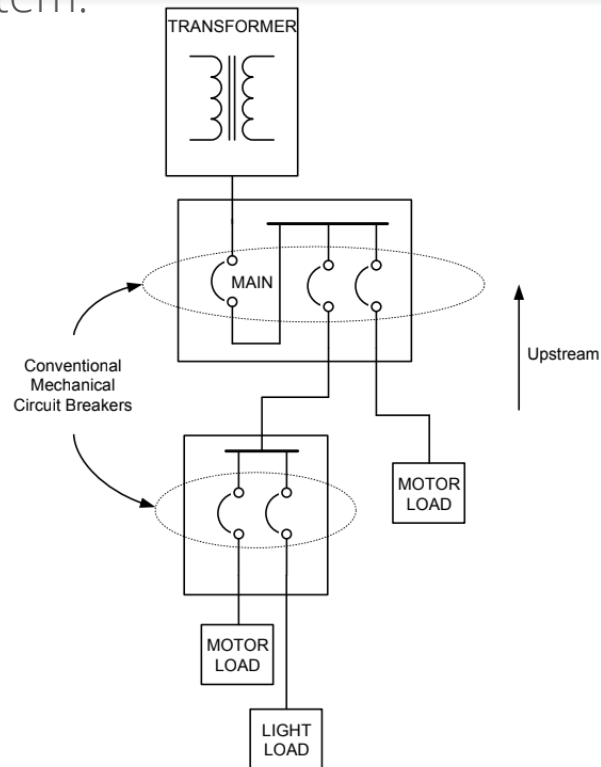 tem.
TRANSFORMER
MAIN
Conventional
Mechanical
Circuit Breakers
Upstream
MOTOR
LOAD
MOTOR
LOAD
LIGHT
LOAD